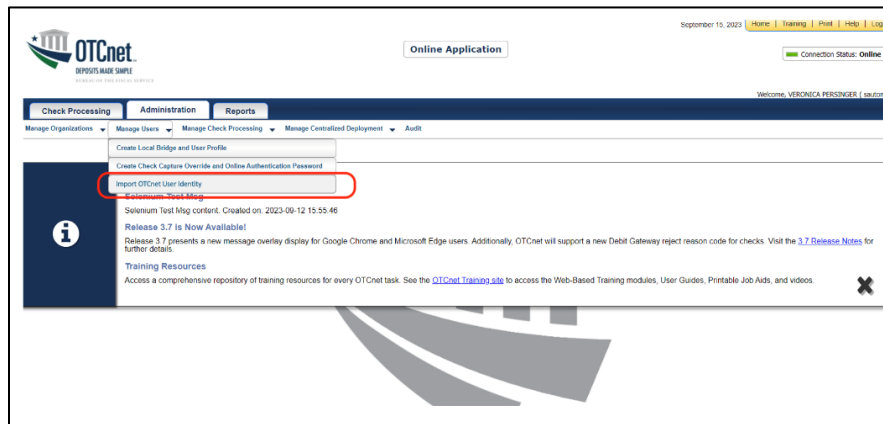 September 15, 2023 Home | Training | Print | Help | Log
OTCnet
DEPOSITS MADE SIMPLE
BUREAU OF THE FISCAL SERVICE
Online Application
Connection Status: Online
Welcome, VERONICA PERSINGER ( sautom
Check Processing Administration Reports
Manage Organizations Manage Users Manage Check Processing Manage Centralized Deployment Audit
Create Local Bridge and User Profile
Create Check Capture Override and Online Authentication Password
Import OTCnet User Identity
Selenium Test Msg
Selenium Test Msg content. Created on: 2023-09-12 15:55:46
Release 3.7 is Now Available!
Release 3.7 presents a new message overlay display for Google Chrome and Microsoft Edge users. Additionally, OTCnet will support a new Debit Gateway reject reason code for checks. Visit the 3.7 Release Notes for
further details.
Training Resources
Access a comprehensive repository of training resources for every OTCnet task. See the OTCnet Training site to access the Web-Based Training modules, User Guides, Printable Job Aids, and videos.